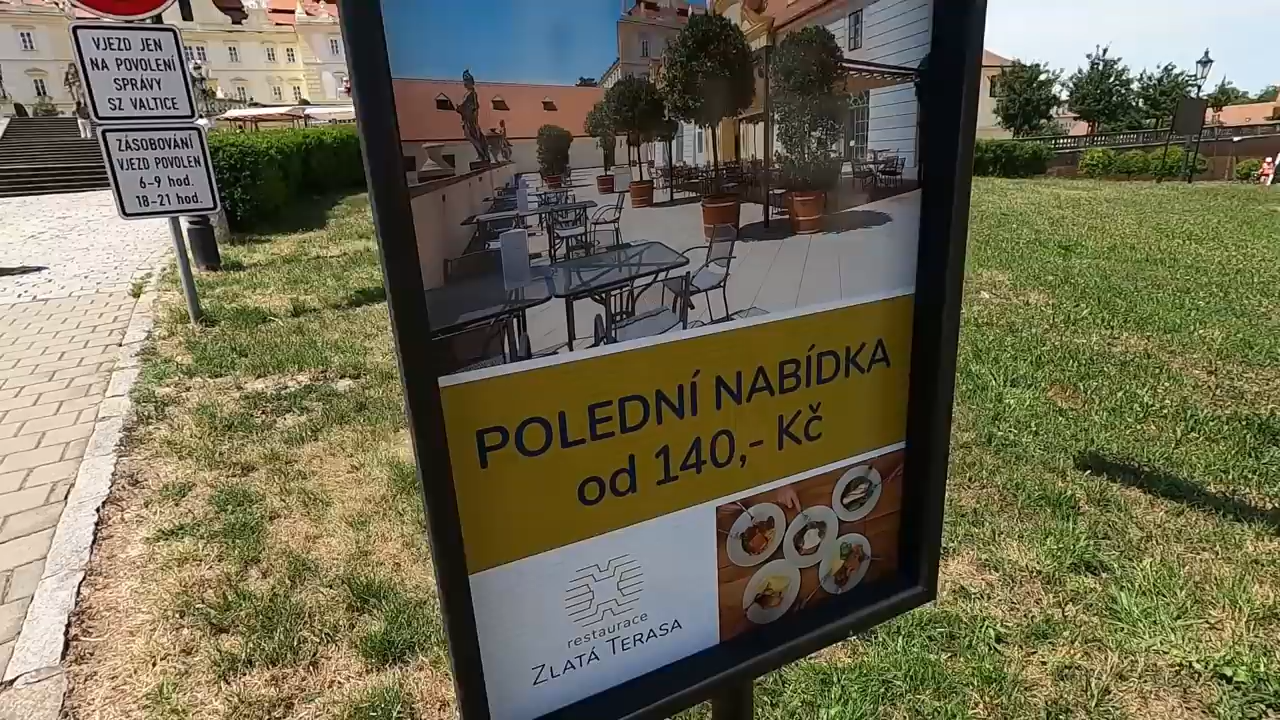 VJEZD JEN
NA POVOLENÍ
SPRÁVY
SZ VALTICE
ZÁSOBOVÁNÍ
VJEZD POVOLEN
6-9 hod.
18-21 hod.
POLEDNÍ NABÍDKA
od 140,- Kč
restaurace
ZLATÁ TERASA